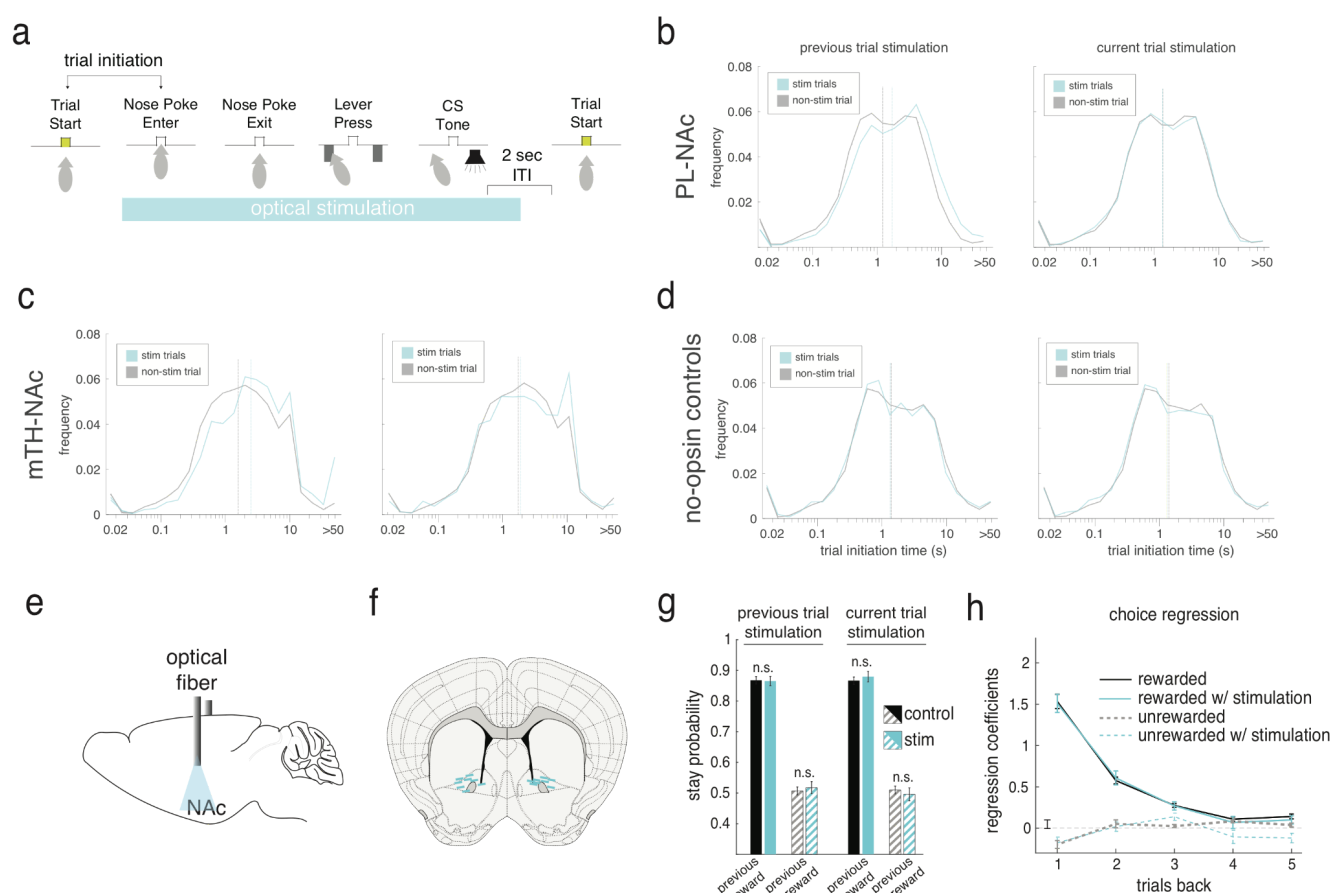 a
trial initiation
Trial
Start
Nose Poke
Enter
Nose Poke
Exit
Lever
Press
CS
Tone
Trial
Start
2 sec
ITI
optical stimulation
b
previous trial stimulation
current trial stimulation
PL-NAc
frequency
0.08
0.06
0.04
0.02
stim trials
non-stim trial
0.02
0.1
1
10
>50
stim trials
non-stim trial
0.02
0.1
1
10
>50
c
mTH-NAc
frequency
0.08
0.06
0.04
0.02
0
stim trials
non-stim trial
0.02
0.1
1
10
>50
stim trials
non-stim trial
0.02
0.1
1
10
>50
d
no-opsin controls
frequency
0.08
0.06
0.04
0.02
0
stim trials
non-stim trial
0.02
0.1
1
10
>50
trial initiation time (s)
stim trials
non-stim trial
0.02
0.1
1
10
>50
trial initiation time (s)
e
optical
fiber
NAc
f
g
previous trial
stimulation
current trial
stimulation
stay probability
1
0.9
0.8
0.7
0.6
0.5
0.4
n.s.
n.s.
n.s.
n.s.
control
stim
previous
previous
previous
previous
reward
h
choice regression
regression coefficients
2
1.5
1
0.5
0
rewarded
rewarded w/ stimulation
unrewarded
unrewarded w/ stimulation
1
2
3
4
5
trials back